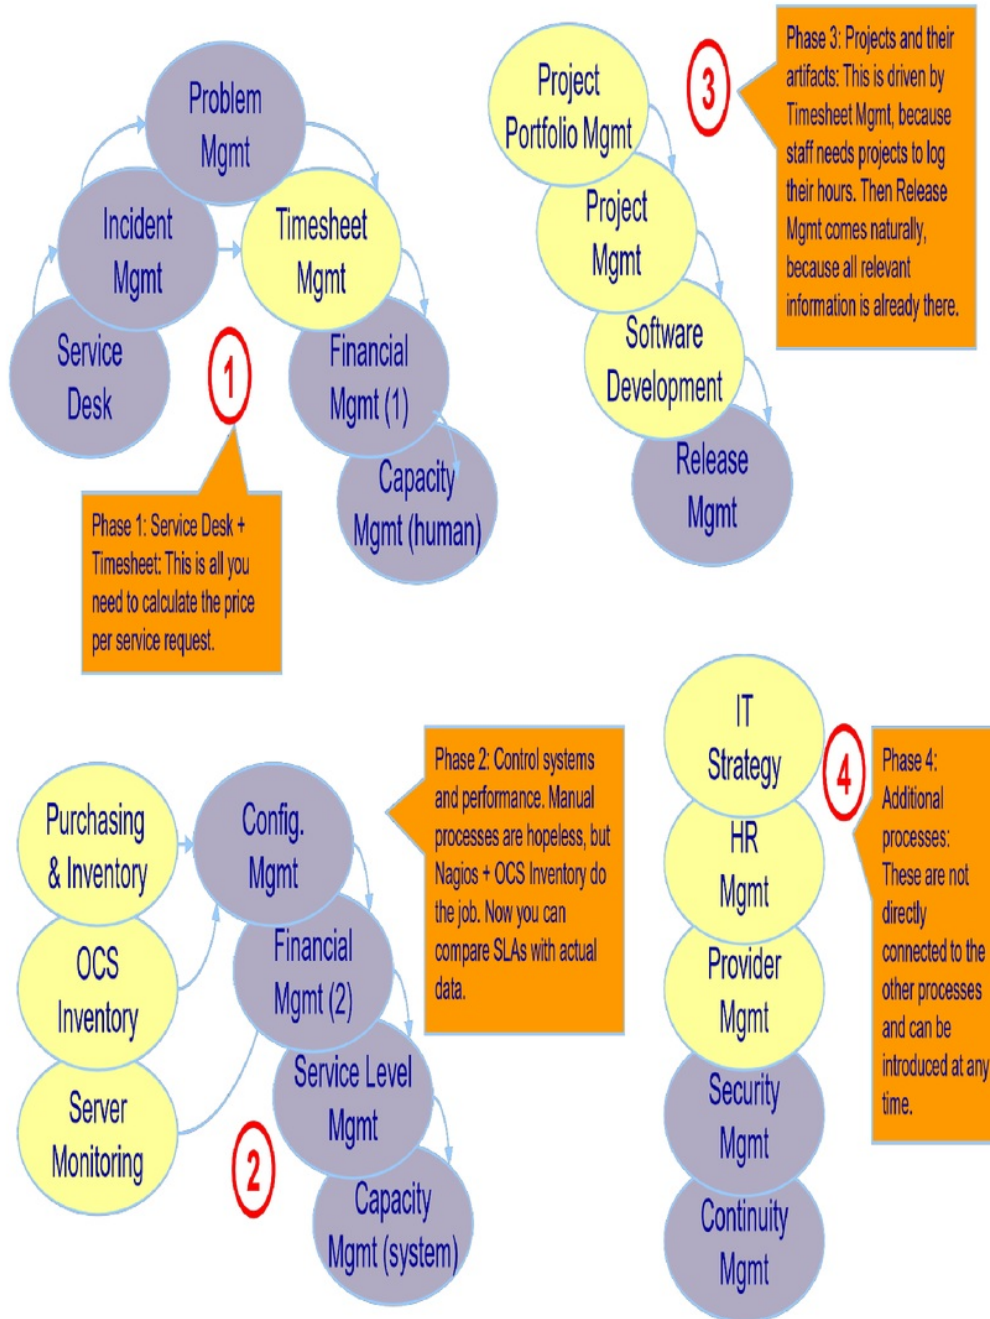 Problem
Mgmt
Incident
Mgmt
Timesheet
Mgmt
Service
Desk
1
Financial
Mgmt (1)
Capacity
Mgmt (human)
Phase 1: Service Desk +
Timesheet: This is all you
need to calculate the price
per service request.
Project
Portfolio Mgmt
3
Project
Mgmt
Software
Development
Release
Mgmt
Phase 3: Projects and their
artifacts: This is driven by
Timesheet Mgmt, because
staff needs projects to log
their hours. Then Release
Mgmt comes naturally,
because all relevant
information is already there.
Purchasing
& Inventory
Config.
Mgmt
OCS
Inventory
Financial
Mgmt (2)
Server
Monitoring
Service Level
Mgmt
2
Capacity
Mgmt (system)
Phase 2: Control systems
and performance. Manual
processes are hopeless, but
Nagios + OCS Inventory do
the job. Now you can
compare SLAs with actual
data.
IT
Strategy
4
HR
Mgmt
Provider
Mgmt
Security
Mgmt
Continuity
Mgmt
Phase 4:
Additional
processes:
These are not
directly
connected to the
other processes
and can be
introduced at any
time.